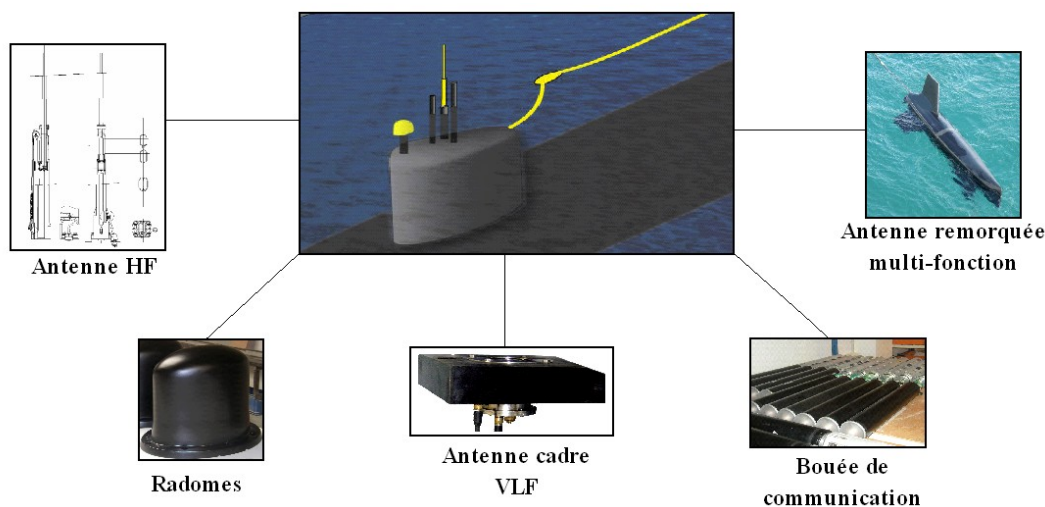 Antenne HF
Antenne remorquée
multi-fonction
Radomes
Antenne cadre
VLF
Bouée de
communication